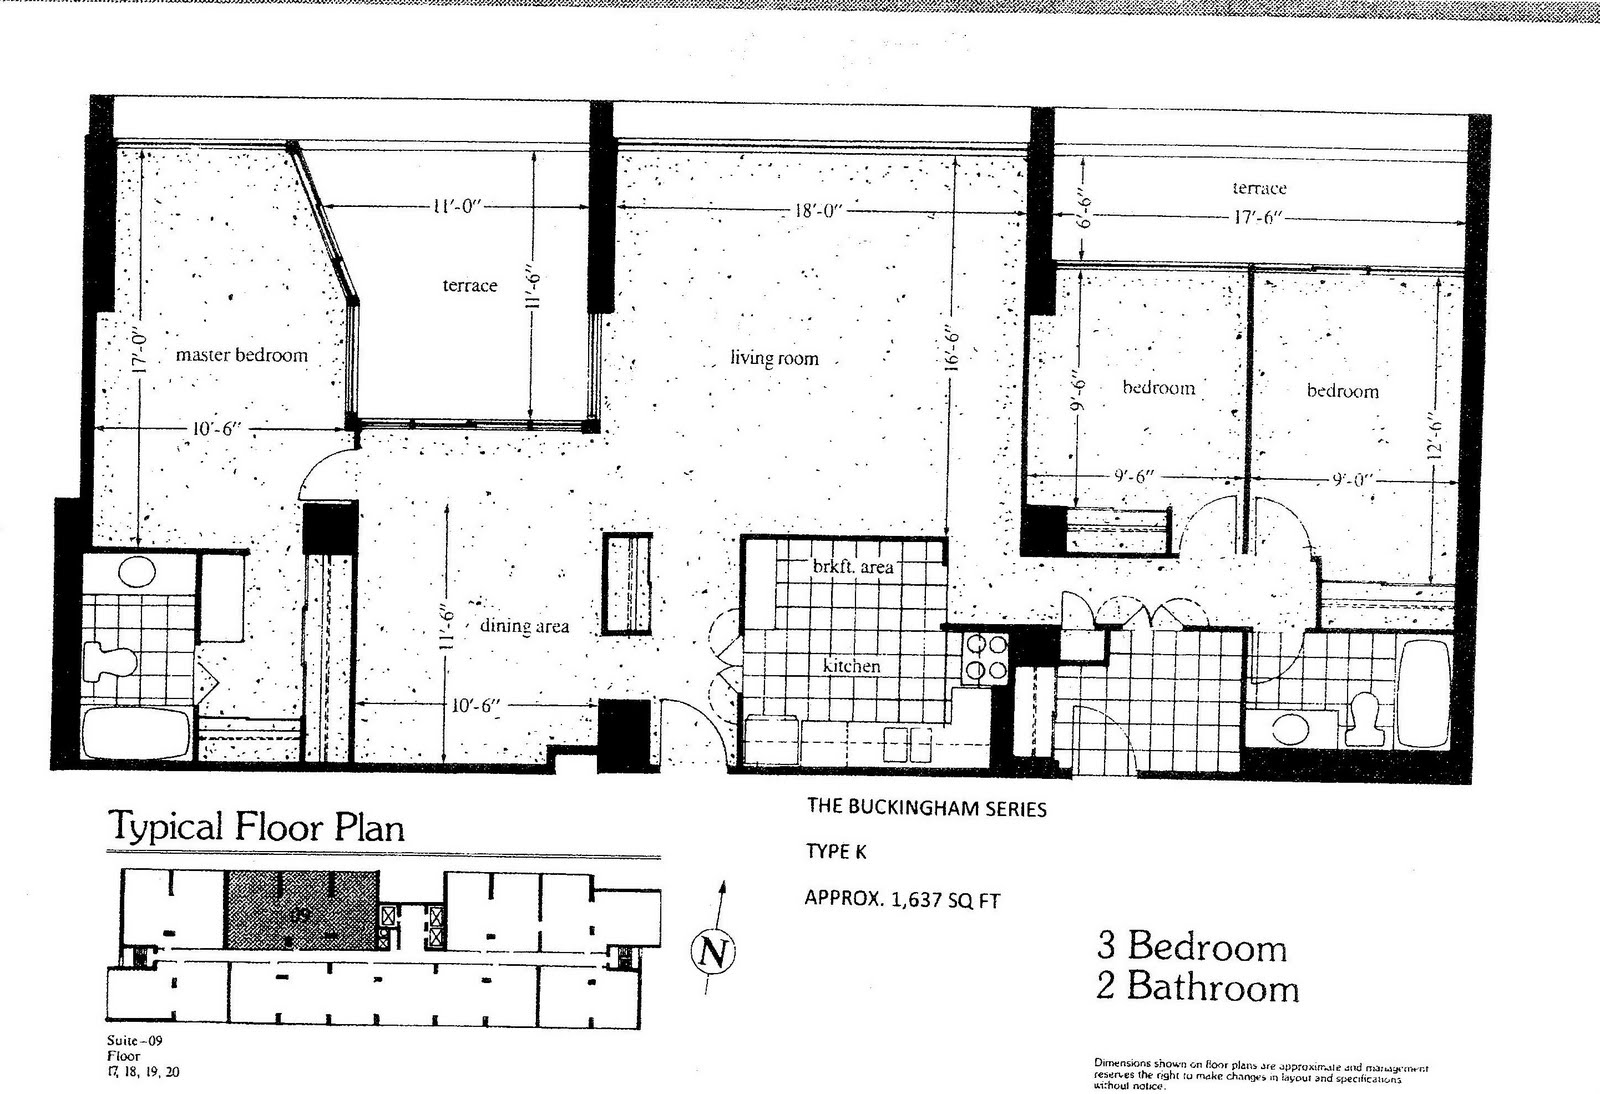 11'-0"
18'-0"
6'-6"
terrace
17'-6"
terrace
11'-6"
17'-0"
master bedroom
living room
16'-6"
9'-6"
bedroom
bedroom
10'-6"
12'-6"
9'-6"
9'-0"
brkft. area
11'-6"
dining area
kitchen
10'-6"
THE BUCKINGHAM SERIES
TYPE K
APPROX. 1,637 SQ FT
Typical Floor Plan
09
N
3 Bedroom
2 Bathroom
Suite-09
Floor
17, 18, 19, 20
Dimensions shown on floor plans are approximate and management
reserves the right to make changes in layout and specifications
without notice.